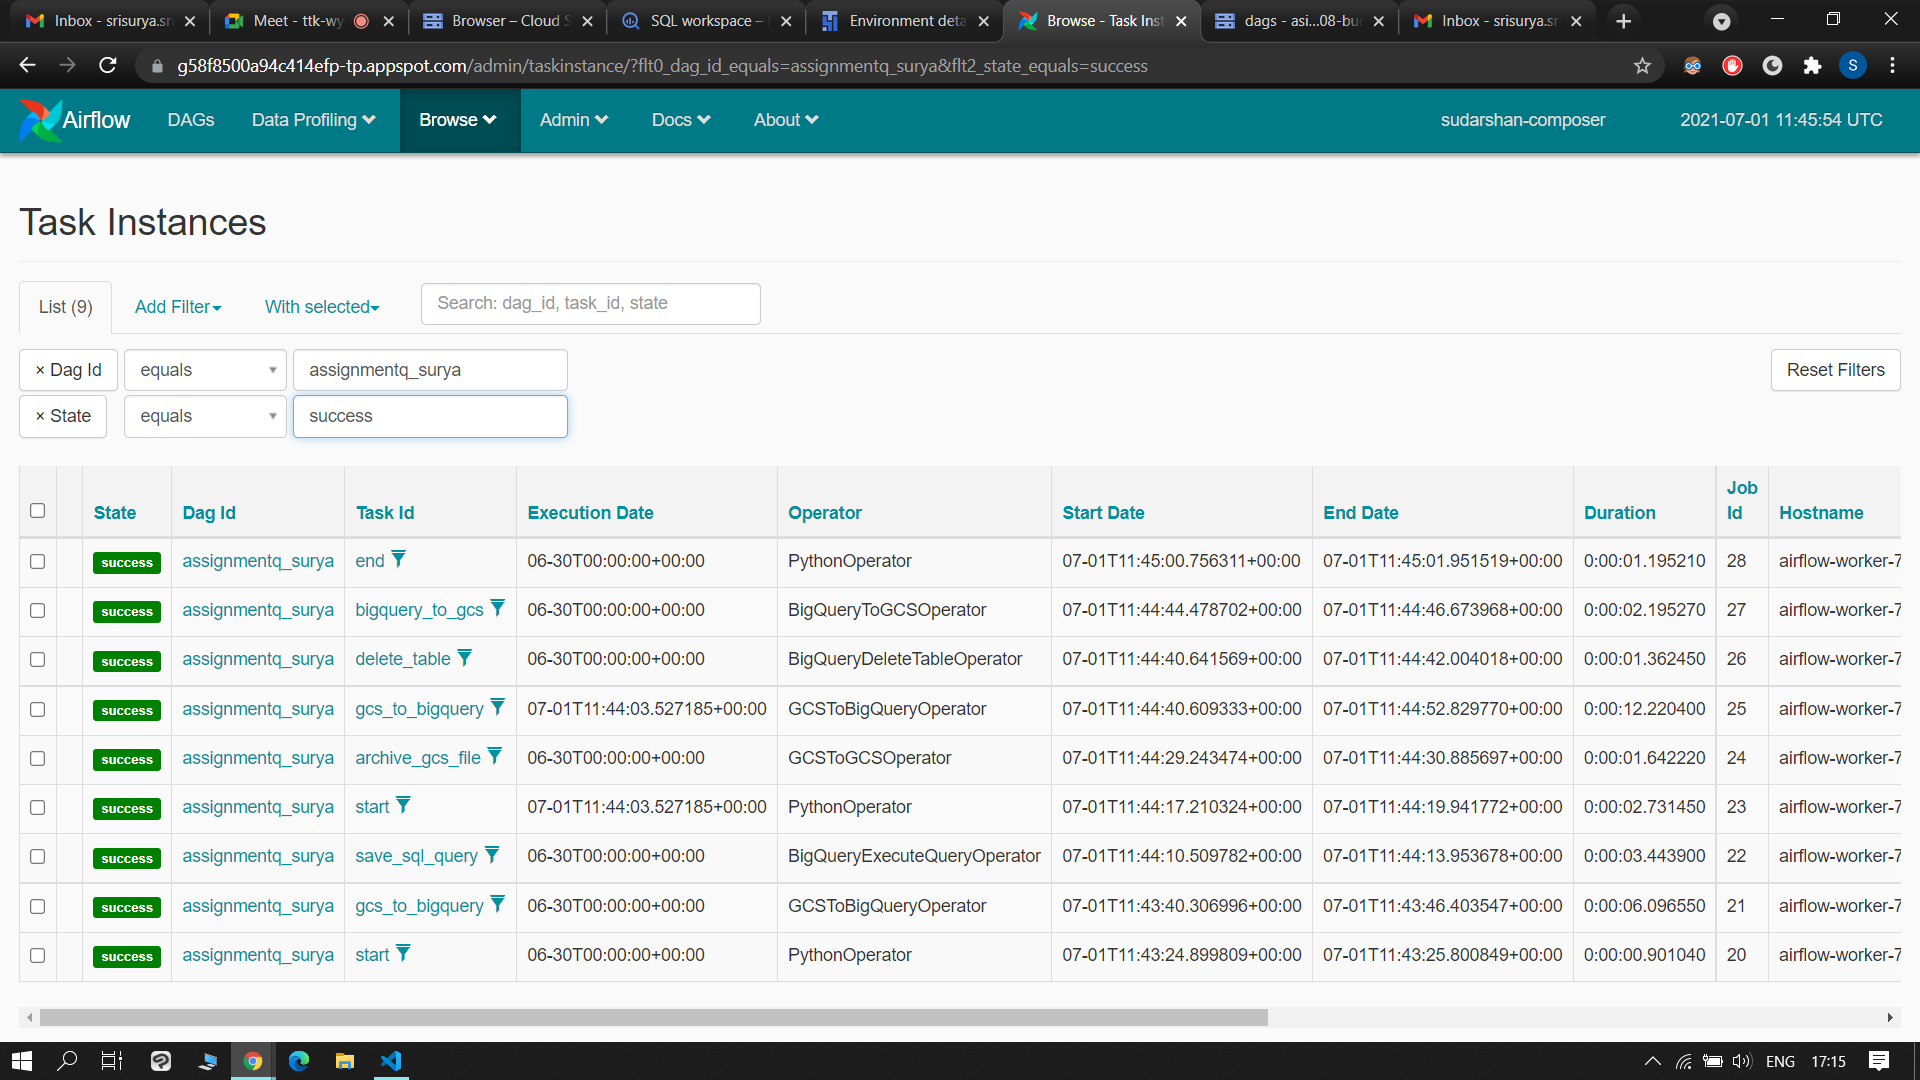 Inbox - srisurya.sr
Meet - ttk-wy
Browser – Cloud S
SQL workspace –
Environment deta
Browse - Task Inst
dags - asi...08-bu
Inbox - srisurya.sr
g58f8500a94c414efp-tp.appspot.com/admin/taskinstance/?flt0_dag_id_equals=assignmentq_surya&flt2_state_equals=success
S
Airflow
DAGs
Data Profiling
Browse
Admin
Docs
About
sudarshan-composer
2021-07-01 11:45:54 UTC
Task Instances
List (9)
Add Filter
With selected
Search: dag_id, task_id, state
× Dag Id equals assignmentq_surya
Reset Filters
× State equals success
State Dag Id Task Id Execution Date Operator Start Date End Date Duration Job Id Hostname
success assignmentq_surya end 06-30T00:00:00+00:00 PythonOperator 07-01T11:45:00.756311+00:00 07-01T11:45:01.951519+00:00 0:00:01.195210 28 airflow-worker-7
success assignmentq_surya bigquery_to_gcs 06-30T00:00:00+00:00 BigQueryToGCSOperator 07-01T11:44:44.478702+00:00 07-01T11:44:46.673968+00:00 0:00:02.195270 27 airflow-worker-7
success assignmentq_surya delete_table 06-30T00:00:00+00:00 BigQueryDeleteTableOperator 07-01T11:44:40.641569+00:00 07-01T11:44:42.004018+00:00 0:00:01.362450 26 airflow-worker-7
success assignmentq_surya gcs_to_bigquery 07-01T11:44:03.527185+00:00 GCSToBigQueryOperator 07-01T11:44:40.609333+00:00 07-01T11:44:52.829770+00:00 0:00:12.220400 25 airflow-worker-7
success assignmentq_surya archive_gcs_file 06-30T00:00:00+00:00 GCSToGCSOperator 07-01T11:44:29.243474+00:00 07-01T11:44:30.885697+00:00 0:00:01.642220 24 airflow-worker-7
success assignmentq_surya start 07-01T11:44:03.527185+00:00 PythonOperator 07-01T11:44:17.210324+00:00 07-01T11:44:19.941772+00:00 0:00:02.731450 23 airflow-worker-7
success assignmentq_surya save_sql_query 06-30T00:00:00+00:00 BigQueryExecuteQueryOperator 07-01T11:44:10.509782+00:00 07-01T11:44:13.953678+00:00 0:00:03.443900 22 airflow-worker-7
success assignmentq_surya gcs_to_bigquery 06-30T00:00:00+00:00 GCSToBigQueryOperator 07-01T11:43:40.306996+00:00 07-01T11:43:46.403547+00:00 0:00:06.096550 21 airflow-worker-7
success assignmentq_surya start 06-30T00:00:00+00:00 PythonOperator 07-01T11:43:24.899809+00:00 07-01T11:43:25.800849+00:00 0:00:00.901040 20 airflow-worker-7
ENG
17:15